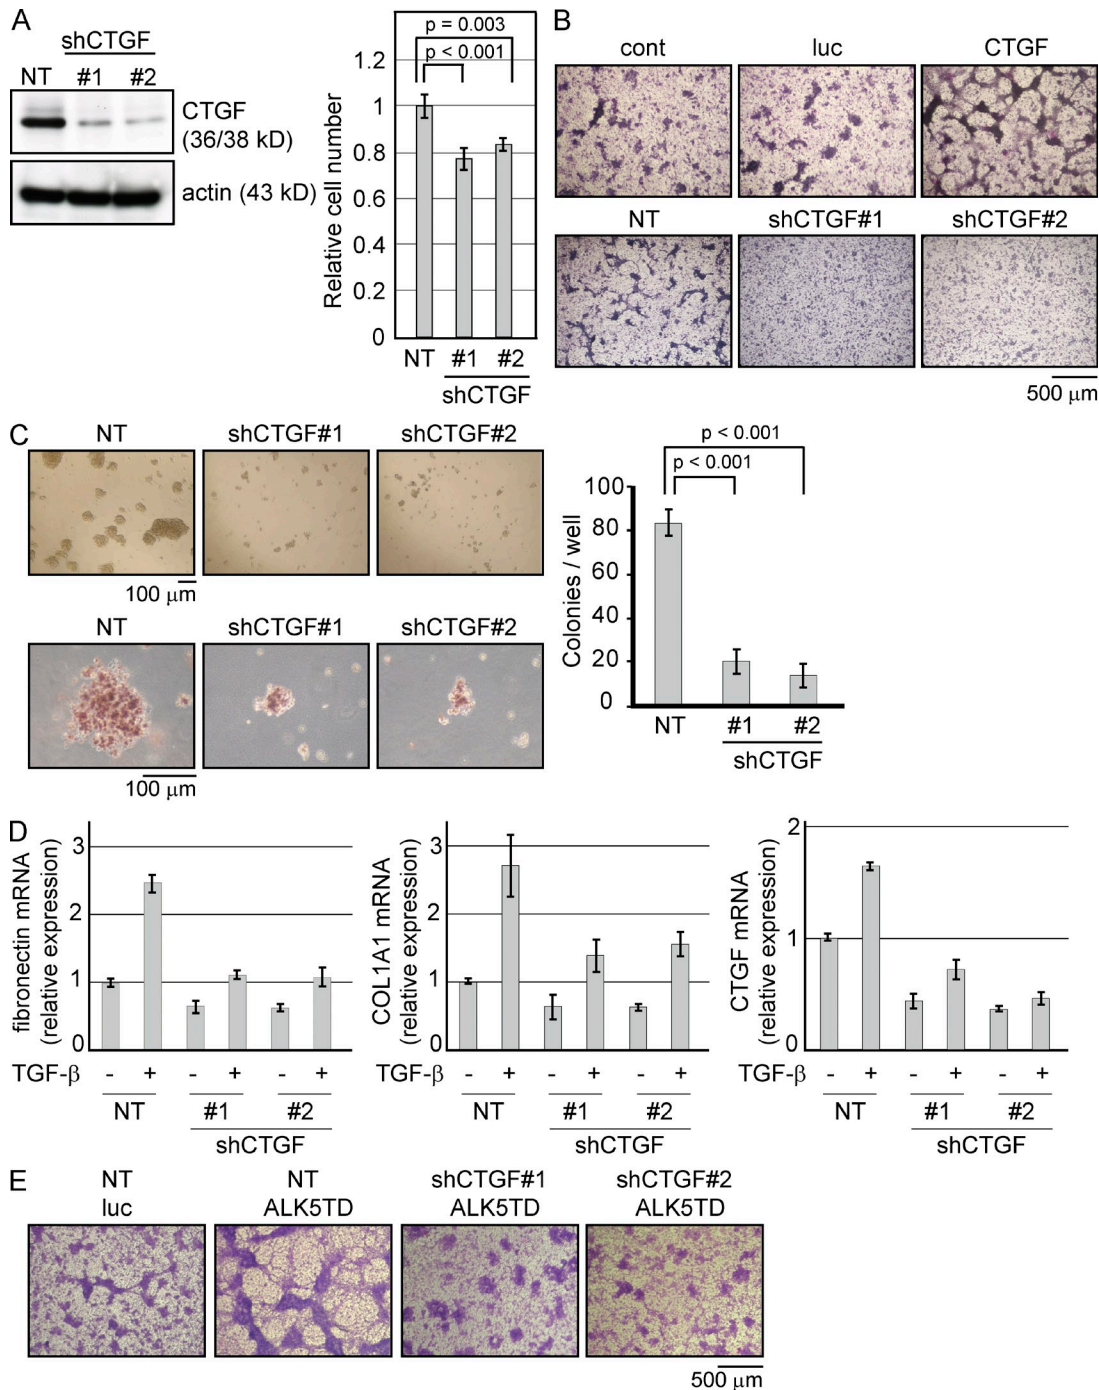 A
shCTGF
NT #1 #2
CTGF
(36/38 kD)
actin (43 kD)
p = 0.003
p < 0.001
Relative cell number
1.2
1
0.8
0.6
0.4
0.2
0
NT #1 #2
shCTGF
B
cont luc CTGF
NT shCTGF#1 shCTGF#2
500 μm
C
NT shCTGF#1 shCTGF#2
100 μm
NT shCTGF#1 shCTGF#2
100 μm
p < 0.001
p < 0.001
Colonies / well
100
80
60
40
20
0
NT #1 #2
shCTGF
D
fibronectin mRNA
(relative expression)
3
2
1
0
TGF-β - + - + - +
NT #1 #2
shCTGF
COL1A1 mRNA
(relative expression)
3
2
1
0
TGF-β - + - + - +
NT #1 #2
shCTGF
CTGF mRNA
(relative expression)
2
1
0
TGF-β - + - + - +
NT #1 #2
shCTGF
E
NT NT shCTGF#1 shCTGF#2
luc ALK5TD ALK5TD ALK5TD
500 μm